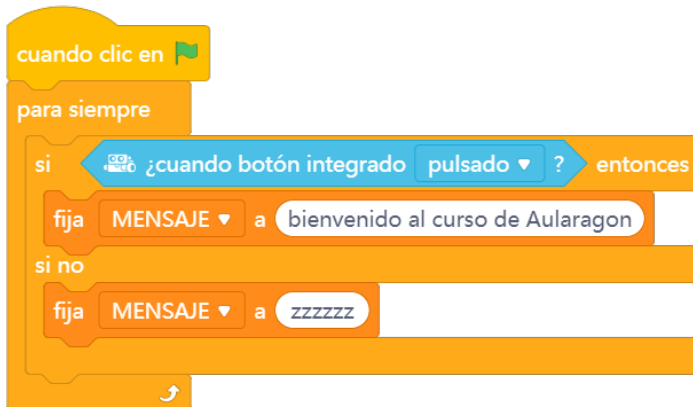 cuando clic en
para siempre
si ¿cuando botón integrado pulsado ? entonces
fija MENSAJE a bienvenido al curso de Aularagon
si no
fija MENSAJE a zzzzzz